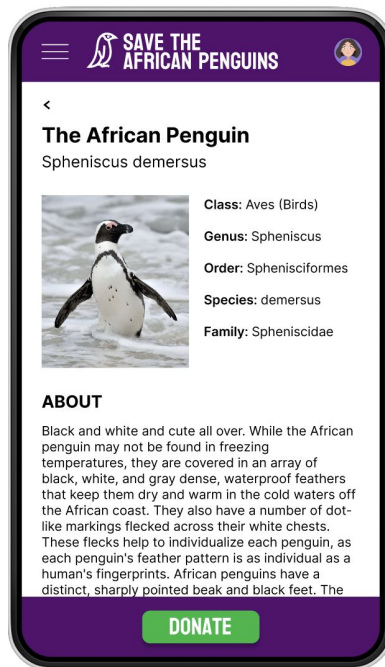 SAVE THE
AFRICAN PENGUINS
<
The African Penguin
Spheniscus demersus
Class: Aves (Birds)
Genus: Spheniscus
Order: Sphenisciformes
Species: demersus
Family: Spheniscidae
ABOUT
Black and white and cute all over. While the African
penguin may not be found in freezing
temperatures, they are covered in an array of
black, white, and gray dense, waterproof feathers
that keep them dry and warm in the cold waters off
the African coast. They also have a number of dot-
like markings flecked across their white chests.
These flecks help to individualize each penguin, as
each penguin's feather pattern is as individual as a
human's fingerprints. African penguins have a
distinct, sharply pointed beak and black feet. The
DONATE